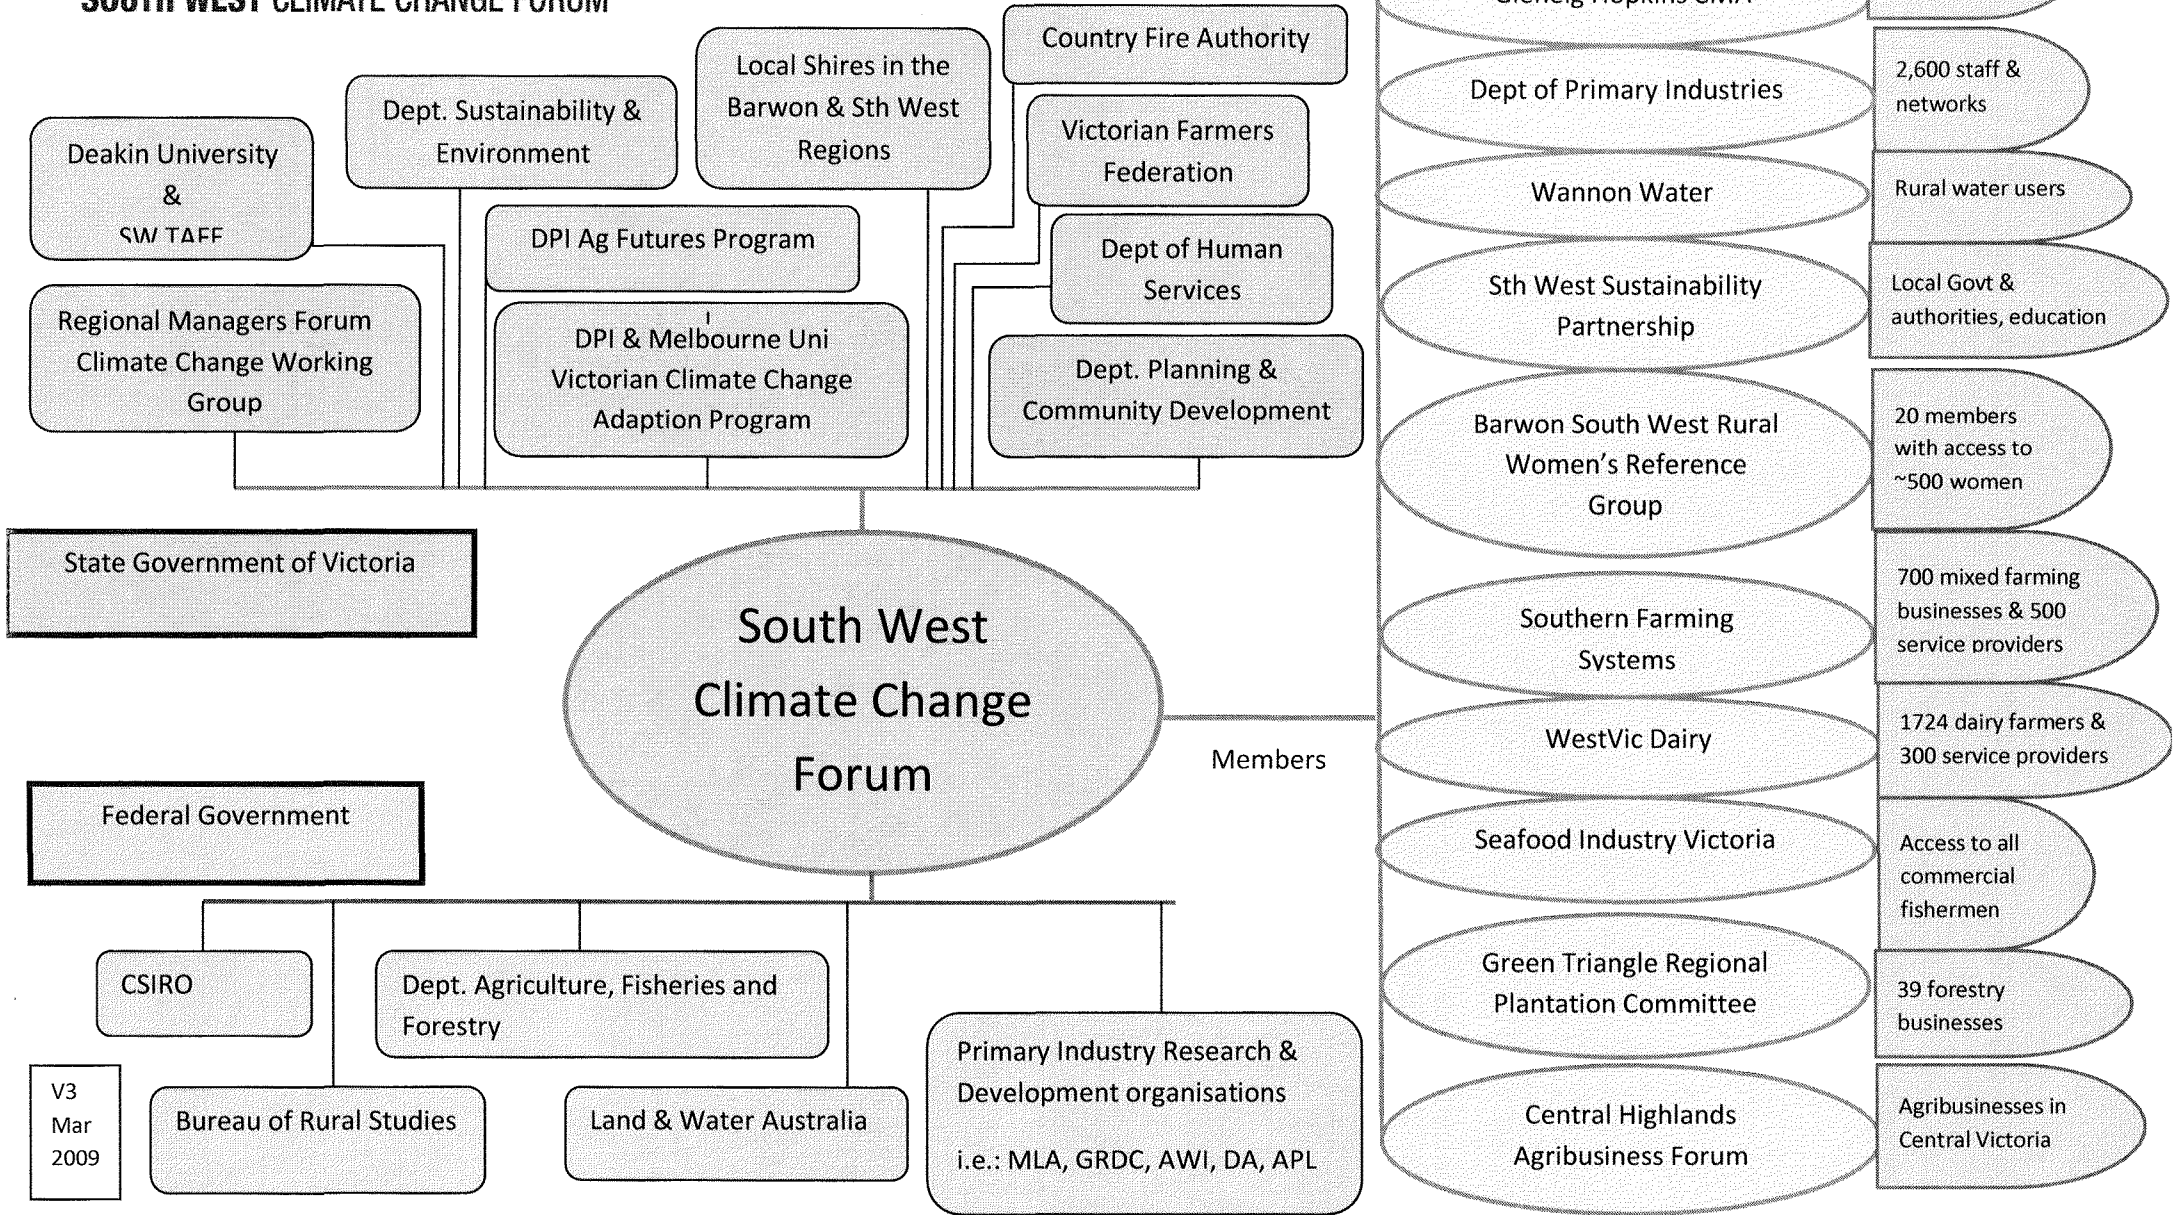 SOUTH WEST CLIMATE CHANGE FORUM
Country Fire Authority
Local Shires in the
Barwon & Sth West
Regions
Dept. Sustainability &
Environment
Victorian Farmers
Federation
Deakin University
&
SW TAFE
DPI Ag Futures Program
Dept of Human
Services
Regional Managers Forum
Climate Change Working
Group
DPI & Melbourne Uni
Victorian Climate Change
Adaption Program
Dept. Planning &
Community Development
State Government of Victoria
South West
Climate Change
Forum
Members
Federal Government
CSIRO
Dept. Agriculture, Fisheries and
Forestry
Primary Industry Research &
Development organisations
i.e.: MLA, GRDC, AWI, DA, APL
Bureau of Rural Studies
Land & Water Australia
V3
Mar
2009
Glenelg Hopkins CMA
Dept of Primary Industries
2,600 staff &
networks
Wannon Water
Rural water users
Sth West Sustainability
Partnership
Local Govt &
authorities, education
Barwon South West Rural
Women’s Reference
Group
20 members
with access to
~500 women
Southern Farming
Systems
700 mixed farming
businesses & 500
service providers
WestVic Dairy
1724 dairy farmers &
300 service providers
Seafood Industry Victoria
Access to all
commercial
fishermen
Green Triangle Regional
Plantation Committee
39 forestry
businesses
Central Highlands
Agribusiness Forum
Agribusinesses in
Central Victoria